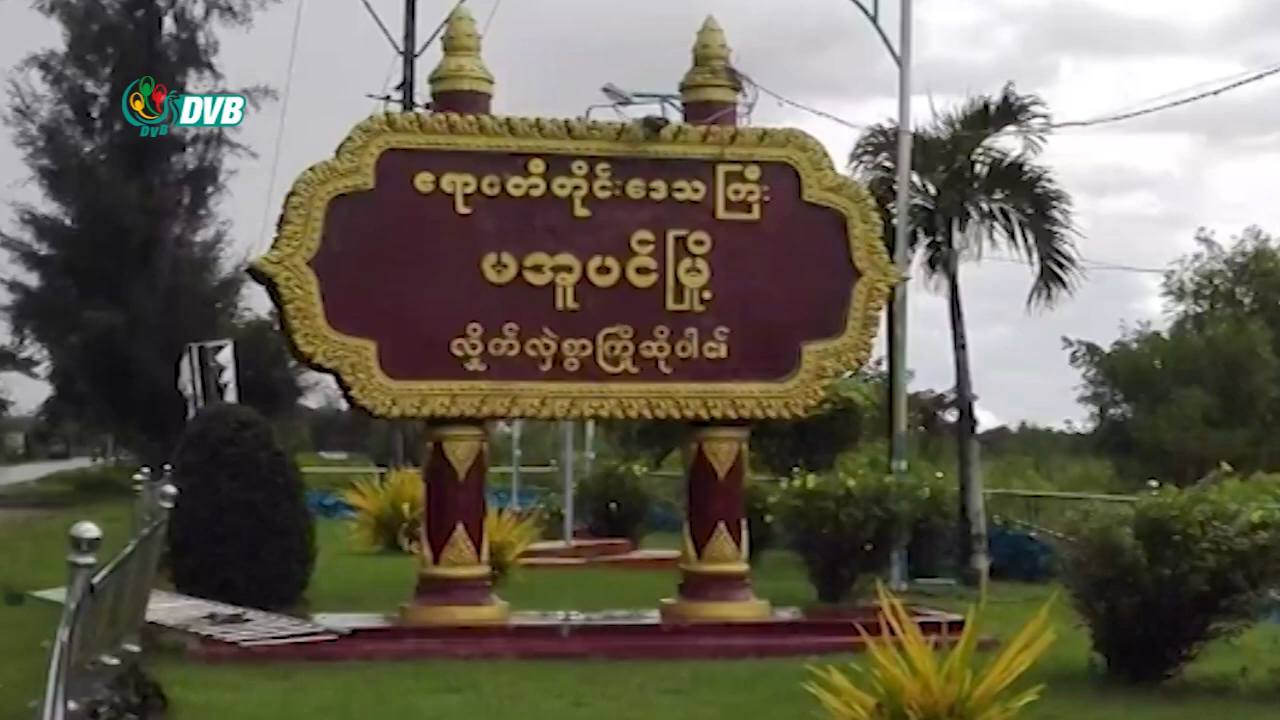 DVB
DVB
ဧရာဝတီတိုင်းဒေသကြီး
မအူပင်မြို့
လှိုက်လှဲစွာကြိုဆိုပါ၏